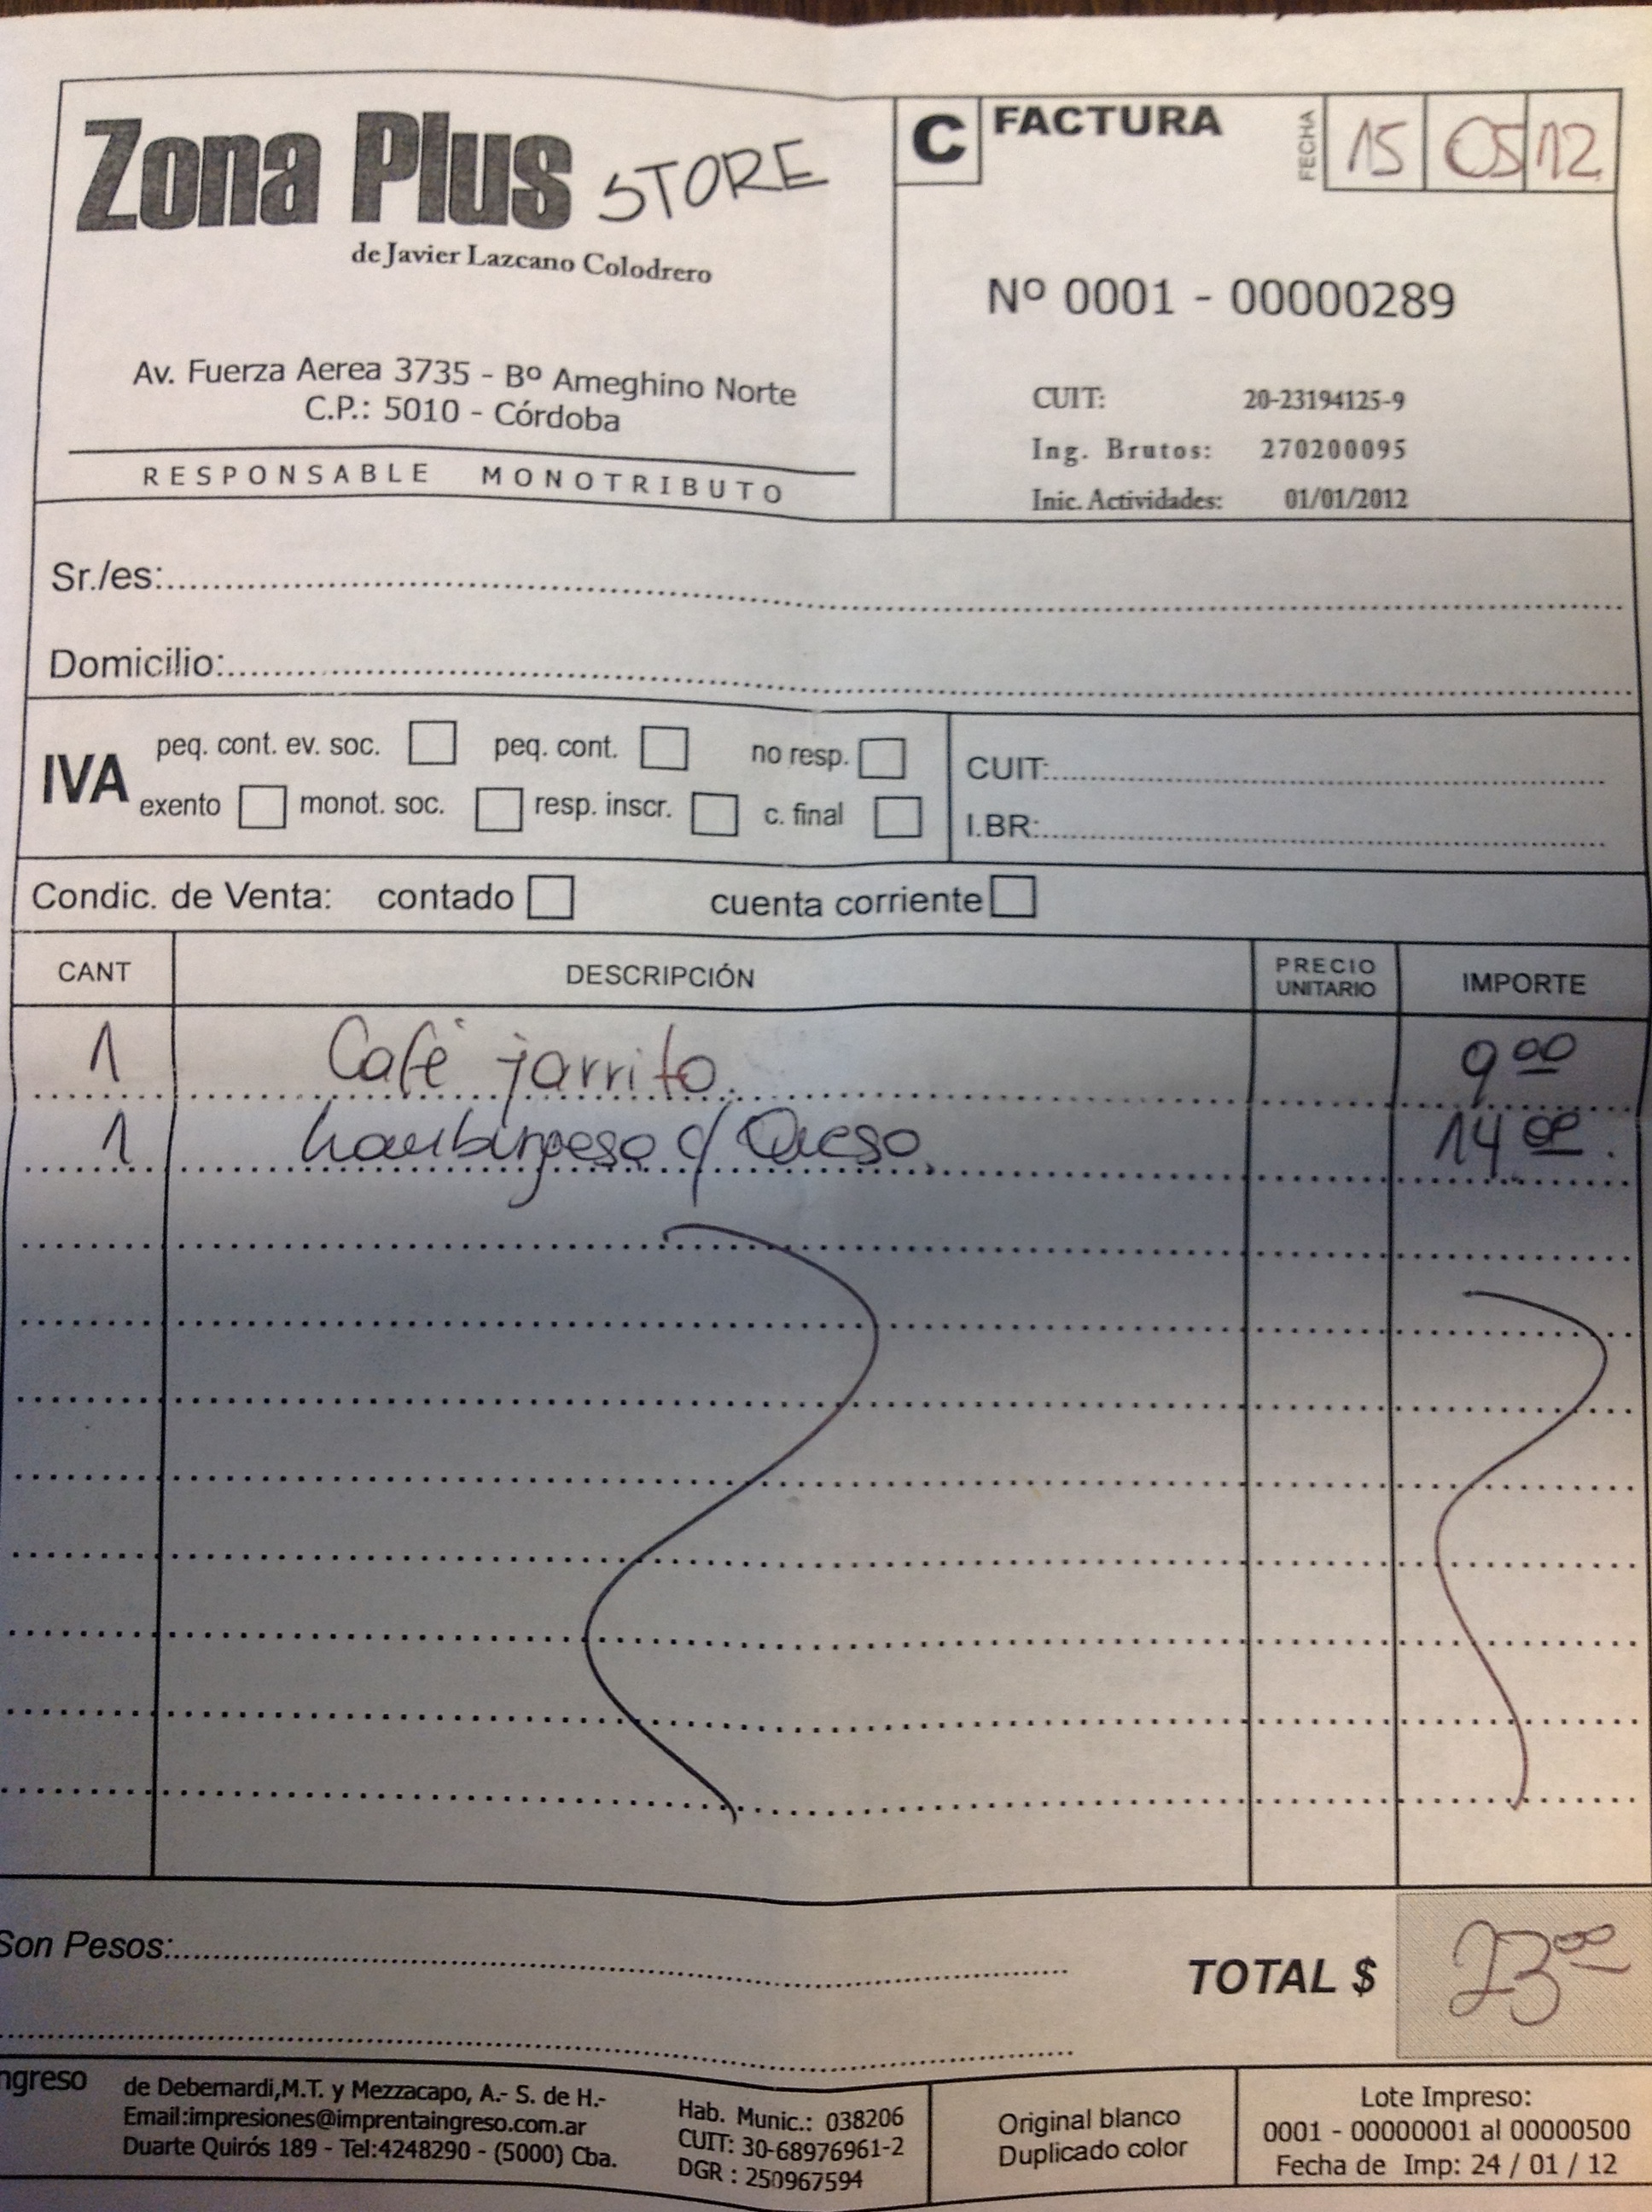 Zona Plus STORE
de Javier Lazcano Colodrero
Av. Fuerza Aerea 3735 - Bº Ameghino Norte
C.P.: 5010 - Córdoba
RESPONSABLE MONOTRIBUTO
C FACTURA
FECHA 15 05 12
Nº 0001 - 00000289
CUIT: 20-23194125-9
Ing. Brutos: 270200095
Inic. Actividades: 01/01/2012
Sr./es:
Domicilio:
IVA
peq. cont. ev. soc. peq. cont. no resp.
exento monot. soc. resp. inscr. c. final
CUIT:
I.BR:
Condic. de Venta: contado cuenta corriente
CANT DESCRIPCIÓN PRECIO UNITARIO IMPORTE
1 Café jarrito. 9 00
1 hamburgesa c/ Queso. 14 00.
Son Pesos:
TOTAL $ 23 00
ngreso
de Debernardi,M.T. y Mezzacapo, A.- S. de H.-
Email:impresiones@imprentaingreso.com.ar
Duarte Quirós 189 - Tel:4248290 - (5000) Cba.
Hab. Munic.: 038206
CUIT: 30-68976961-2
DGR : 250967594
Original blanco
Duplicado color
Lote Impreso:
0001 - 00000001 al 00000500
Fecha de Imp: 24 / 01 / 12